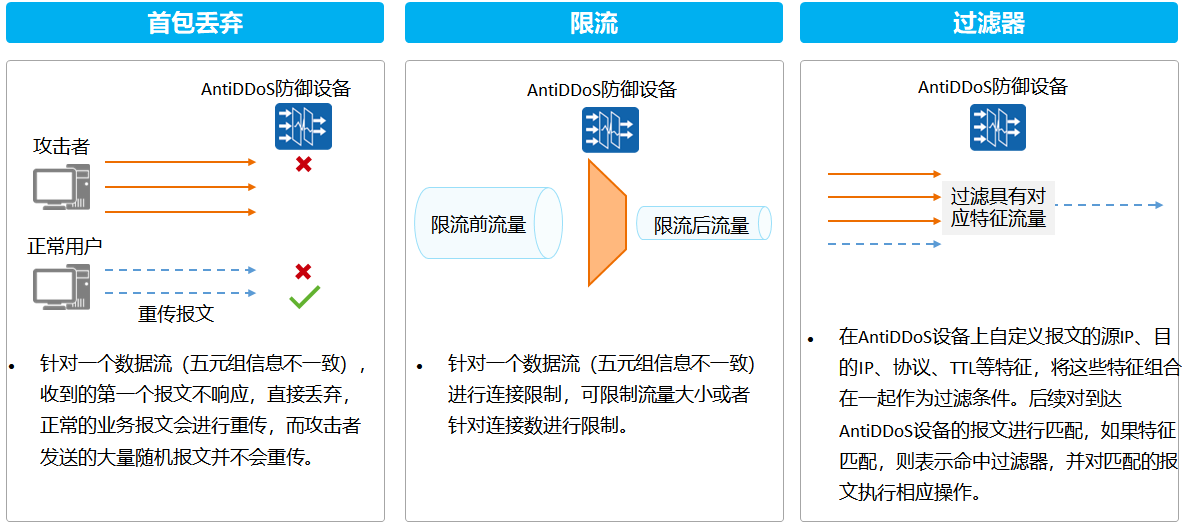 首包丢弃
AntiDDoS防御设备
攻击者
正常用户
重传报文
• 针对一个数据流（五元组信息不一致），
收到的第一个报文不响应，直接丢弃，
正常的业务报文会进行重传，而攻击者
发送的大量随机报文并不会重传。
限流
AntiDDoS防御设备
限流前流量
限流后流量
• 针对一个数据流（五元组信息不一致）
进行连接限制，可限制流量大小或者
针对连接数进行限制。
过滤器
AntiDDoS防御设备
过滤具有对
应特征流量
• 在AntiDDoS设备上自定义报文的源IP、目
的IP、协议、TTL等特征，将这些特征组合
在一起作为过滤条件。后续对到达
AntiDDoS设备的报文进行匹配，如果特征
匹配，则表示命中过滤器，并对匹配的报
文执行相应操作。